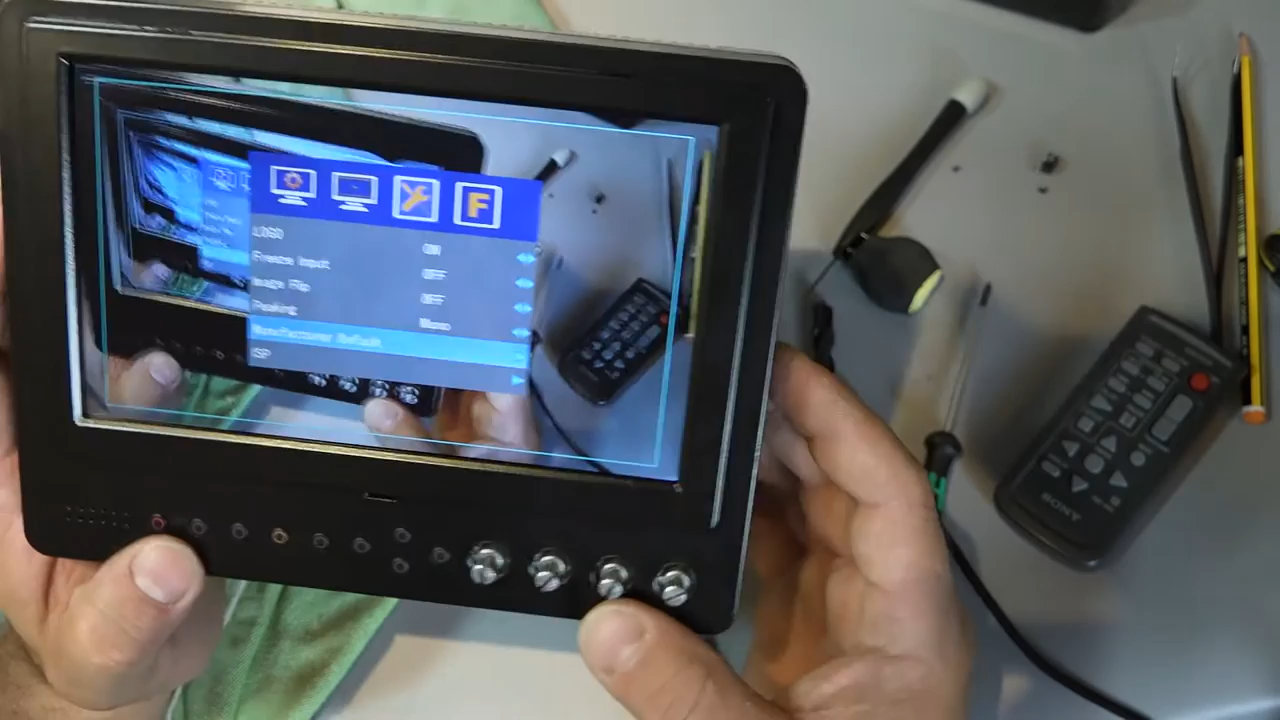 F
LOGO ON
Freeze Input OFF
Image Flip OFF
Peaking Mono
Manufacturer Default
ISP
SONY